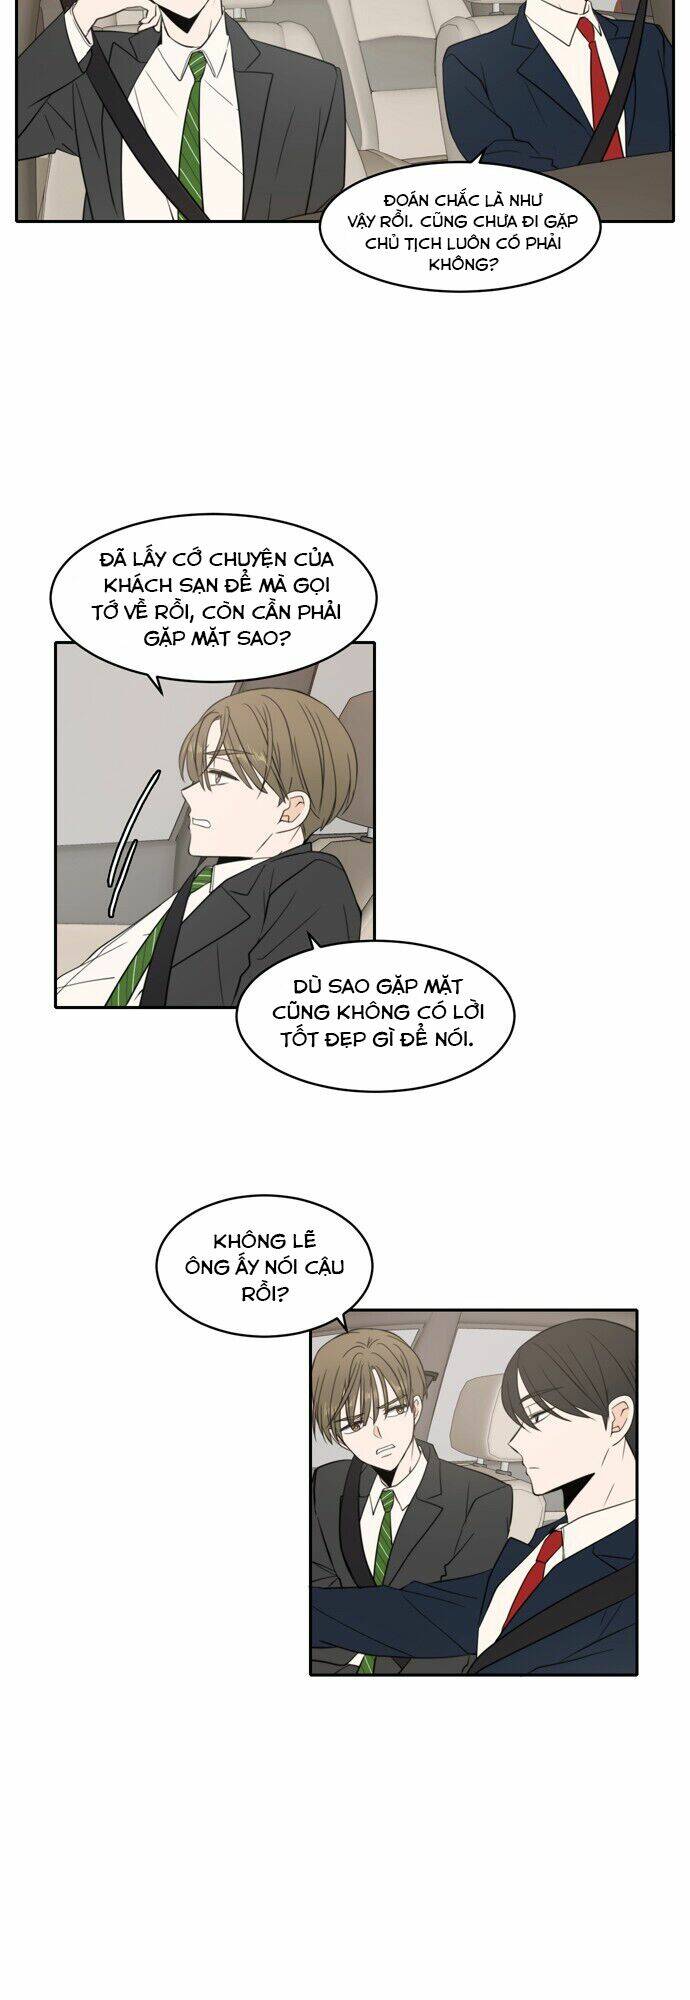 ĐOÁN CHẮC LÀ NHƯ
VẬY RỒI. CŨNG CHƯA ĐI GẶP
CHỦ TỊCH LUÔN CÓ PHẢI
KHÔNG?
ĐÃ LẤY CỚ CHUYỆN CỦA
KHÁCH SẠN ĐỂ MÀ GỌI
TỚ VỀ RỒI, CÒN CẦN PHẢI
GẶP MẶT SAO?
DÙ SAO GẶP MẶT
CŨNG KHÔNG CÓ LỜI
TỐT ĐẸP GÌ ĐỂ NÓI.
KHÔNG LẼ
ÔNG ẤY NÓI CẬU
RỒI?